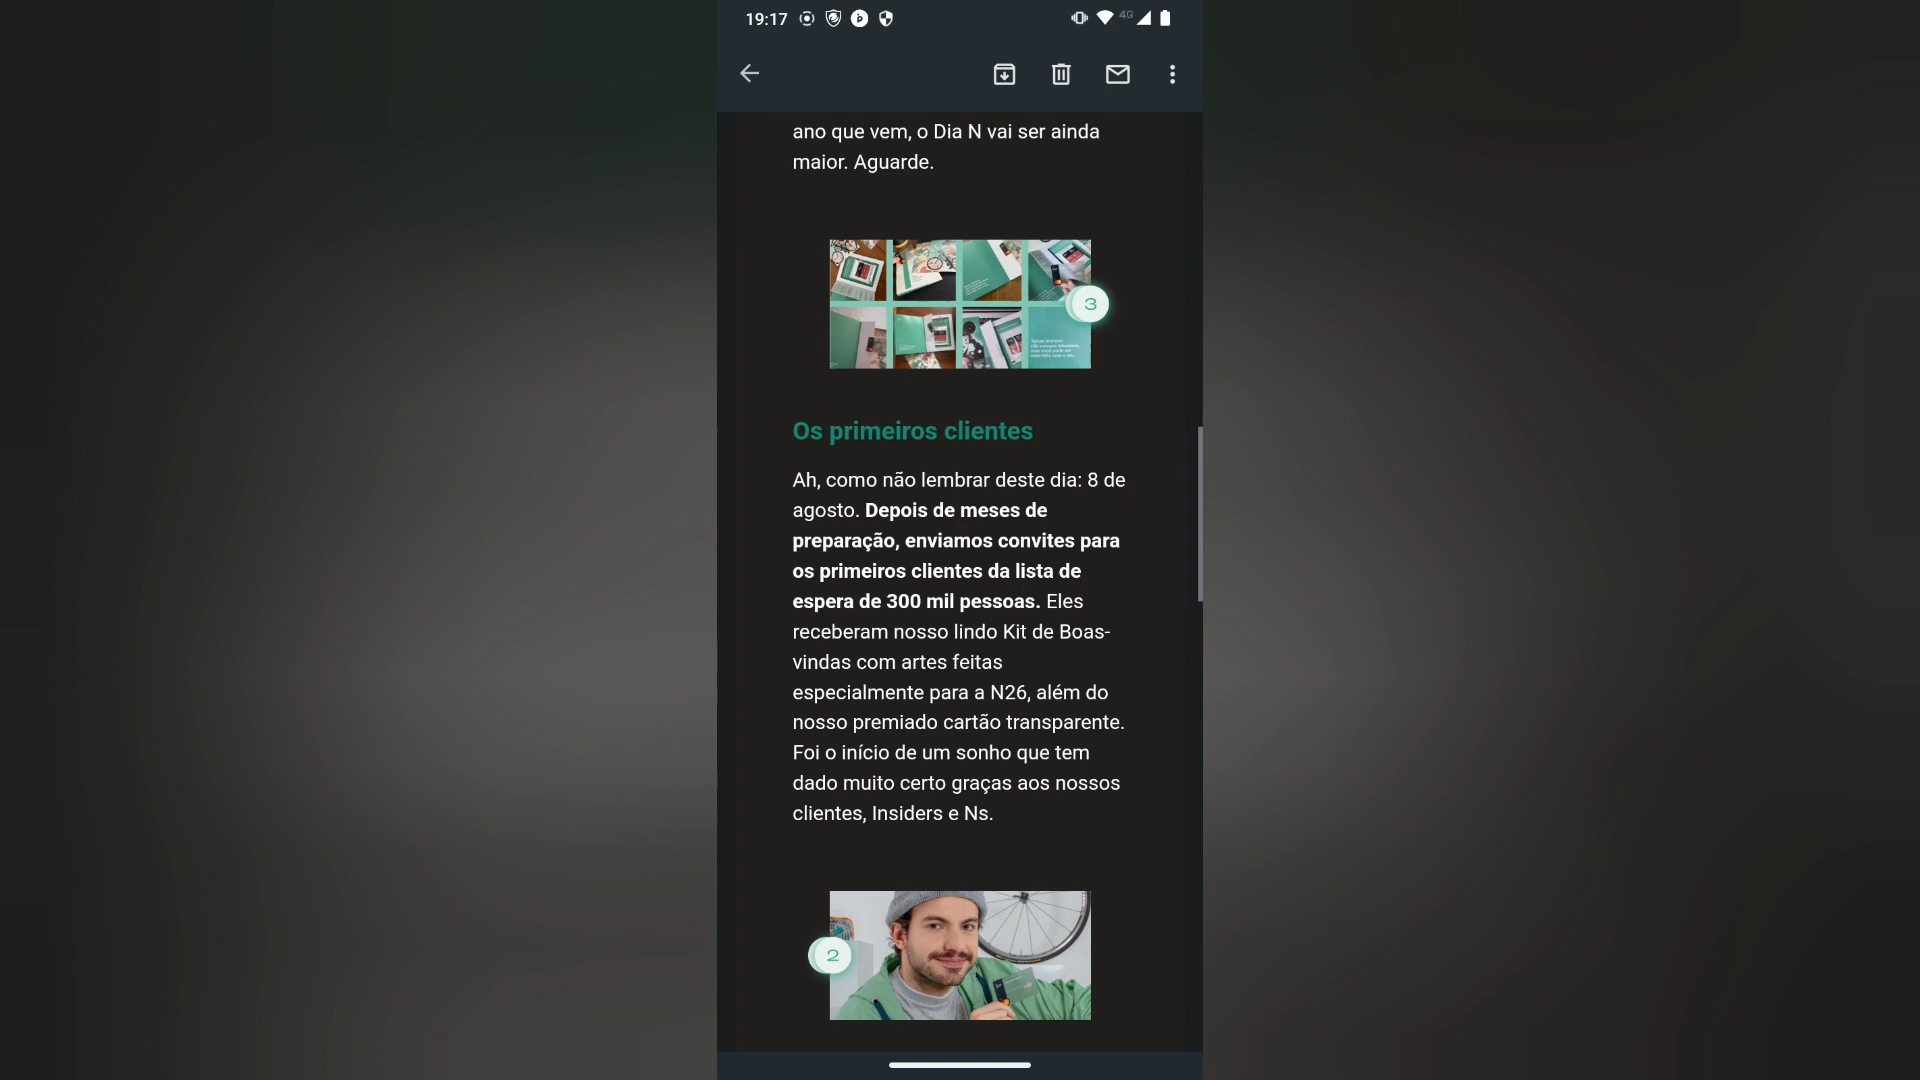 19:17
4G
ano que vem, o Dia N vai ser ainda
maior. Aguarde.
3
Os primeiros clientes
Ah, como não lembrar deste dia: 8 de
agosto. Depois de meses de
preparação, enviamos convites para
os primeiros clientes da lista de
espera de 300 mil pessoas. Eles
receberam nosso lindo Kit de Boas-
vindas com artes feitas
especialmente para a N26, além do
nosso premiado cartão transparente.
Foi o início de um sonho que tem
dado muito certo graças aos nossos
clientes, Insiders e Ns.
2